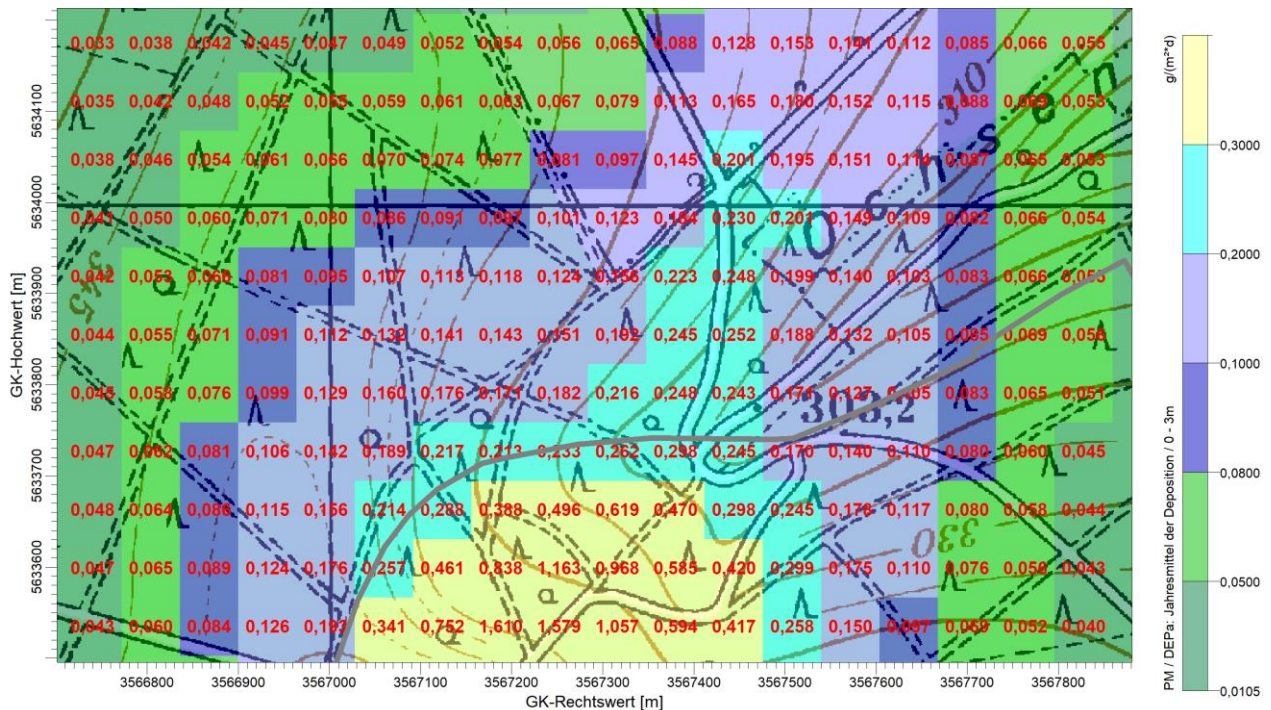 0,033 0,038 0,042 0,045 0,047 0,049 0,052 0,054 0,056 0,065 0,088 0,128 0,153 0,141 0,112 0,085 0,066 0,055
0,035 0,042 0,048 0,052 0,055 0,059 0,061 0,063 0,067 0,079 0,113 0,165 0,180 0,152 0,115 0,088 0,069 0,053
0,038 0,046 0,054 0,061 0,066 0,070 0,074 0,077 0,081 0,097 0,145 0,201 0,195 0,151 0,114 0,087 0,065 0,053
0,041 0,050 0,060 0,071 0,080 0,086 0,091 0,097 0,101 0,123 0,184 0,230 0,201 0,149 0,109 0,082 0,066 0,054
0,042 0,053 0,066 0,081 0,095 0,107 0,113 0,118 0,124 0,156 0,223 0,248 0,199 0,140 0,103 0,083 0,066 0,053
0,044 0,055 0,071 0,091 0,112 0,132 0,141 0,143 0,151 0,192 0,245 0,252 0,188 0,132 0,105 0,085 0,069 0,056
0,045 0,058 0,076 0,099 0,129 0,160 0,176 0,171 0,182 0,216 0,248 0,243 0,171 0,127 0,105 0,083 0,065 0,051
0,047 0,062 0,081 0,106 0,142 0,189 0,217 0,213 0,233 0,262 0,298 0,245 0,170 0,140 0,110 0,080 0,060 0,045
0,048 0,064 0,086 0,115 0,156 0,214 0,288 0,388 0,496 0,619 0,470 0,298 0,245 0,176 0,117 0,080 0,058 0,044
0,047 0,065 0,089 0,124 0,176 0,257 0,461 0,838 1,163 0,968 0,585 0,420 0,299 0,175 0,110 0,076 0,050 0,043
0,043 0,060 0,084 0,126 0,193 0,341 0,752 1,610 1,579 1,057 0,594 0,417 0,258 0,150 0,097 0,069 0,052 0,040
310
345
O c h s e n
303,2
330
5634100
5634000
5633900
5633800
5633700
5633600
GK-Hochwert [m]
3566800 3566900 3567000 3567100 3567200 3567300 3567400 3567500 3567600 3567700 3567800
GK-Rechtswert [m]
g/(m²*d)
0,3000
0,2000
0,1000
0,0800
0,0500
0,0105
PM / DEPa: Jahresmittel der Deposition / 0 - 3m